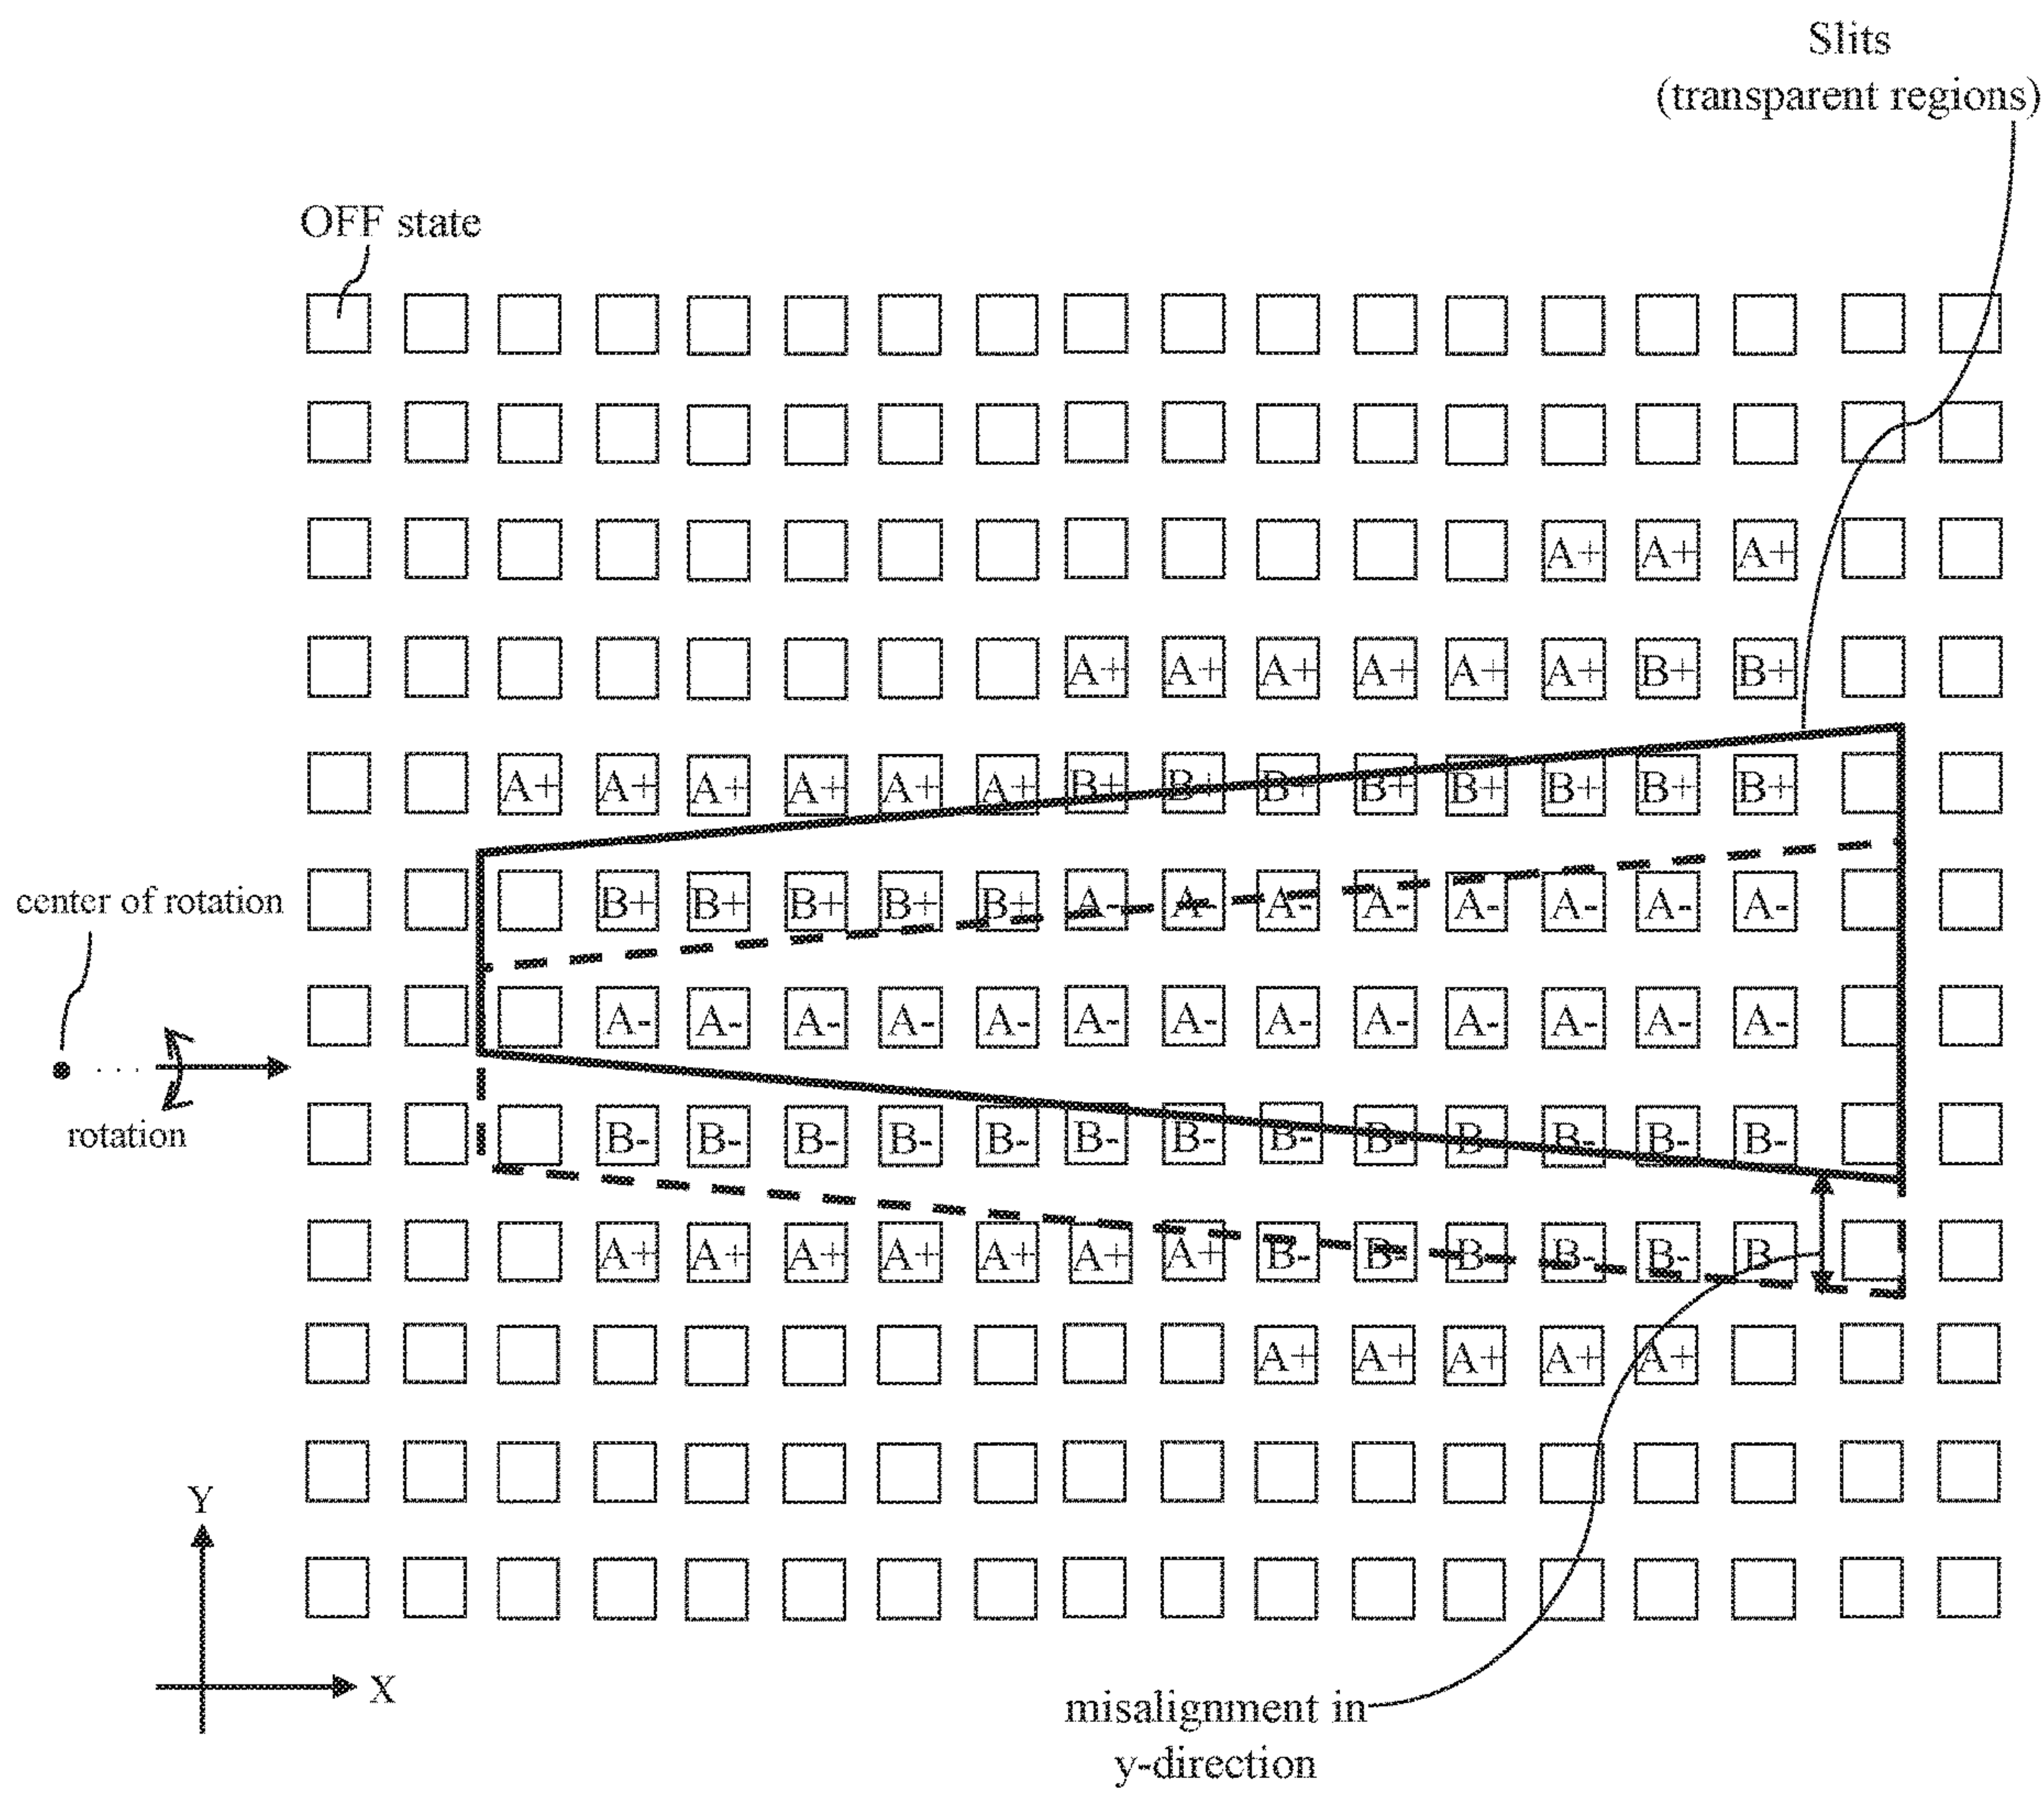 Slits
(transparent regions)
OFF state
A+ A+ A+
A+ A+ A+ A+ A+ A+ B+ B+
A+ A+ A+ A+ A+ A+ B+ B+ B+ B+ B+ B+ B+ B+
center of rotation
B+ B+ B+ B+ B+ A- A- A- A- A- A- A- A-
A- A- A- A- A- A- A- A- A- A- A- A- A-
rotation
B- B- B- B- B- B- B- B- B- B- B- B- B-
A+ A+ A+ A+ A+ A+ A+ B- B- B- B- B- B-
A+ A+ A+ A+ A+
Y
X
misalignment in
y-direction